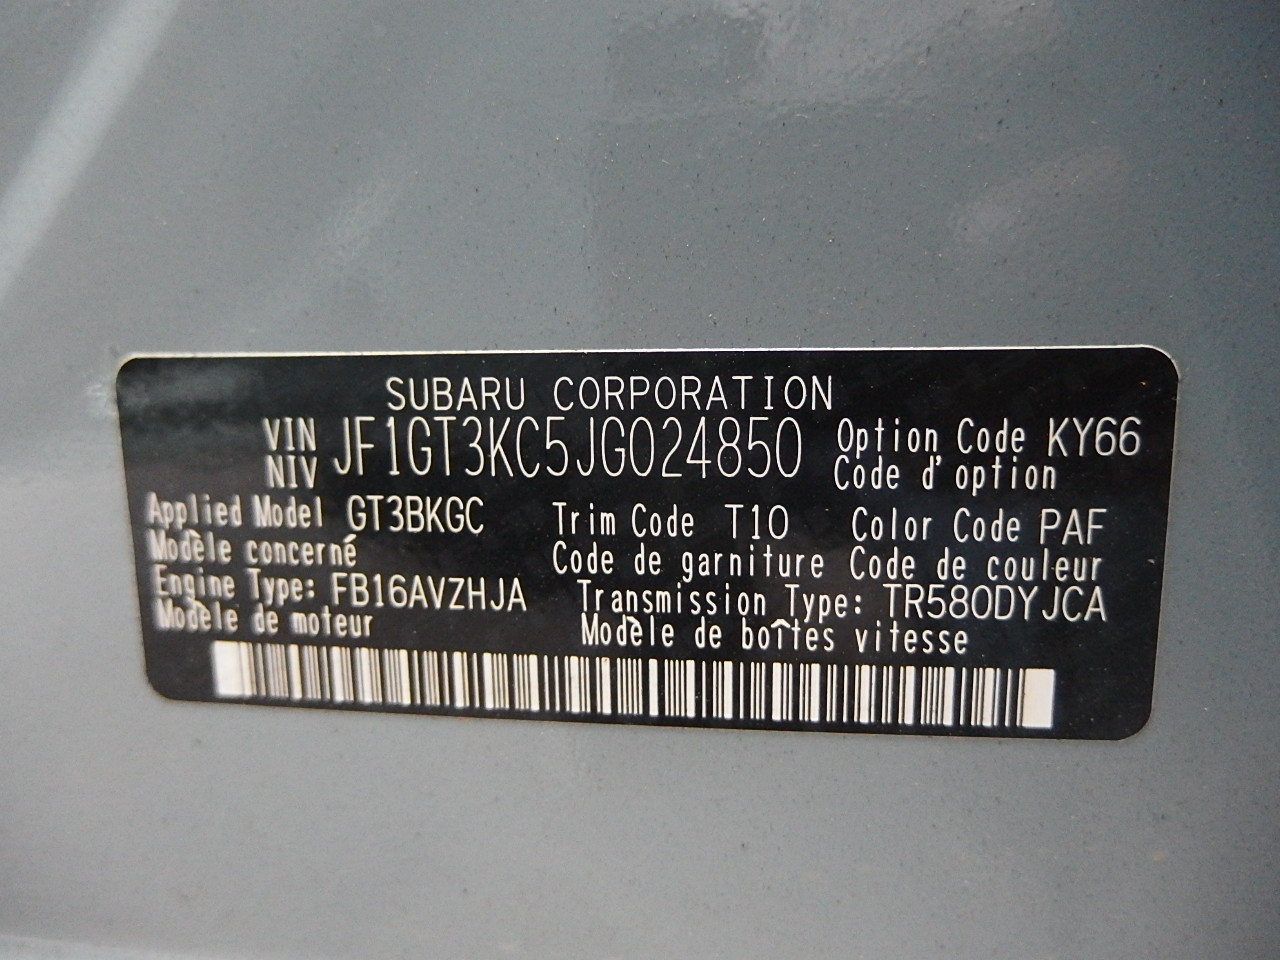 SUBARU CORPORATION
VIN NIV JF1GT3KC5JG024850 Option Code KY66
Code d'option
Applied Model GT3BKGC Trim Code T10 Color Code PAF
Modèle concerné Code de garniture Code de couleur
Engine Type: FB16AVZHJA Transmission Type: TR580DYJCA
Modèle de moteur Modèle de boîtes vitesse